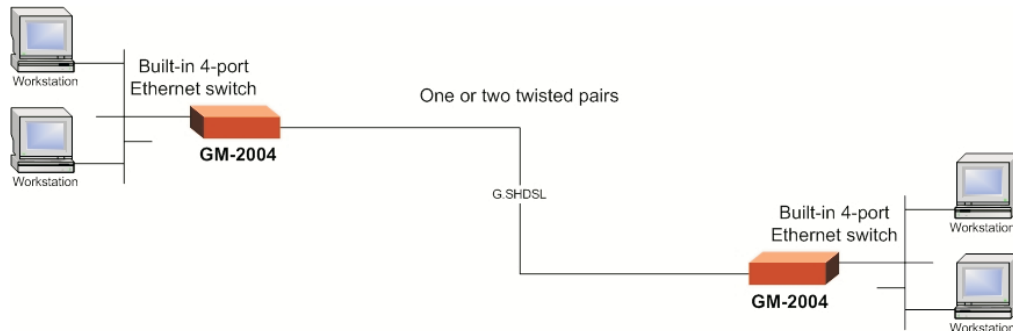 Workstation
Built-in 4-port
Ethernet switch
One or two twisted pairs
GM-2004
Workstation
G.SHDSL
Built-in 4-port
Ethernet switch
Workstation
GM-2004
Workstation